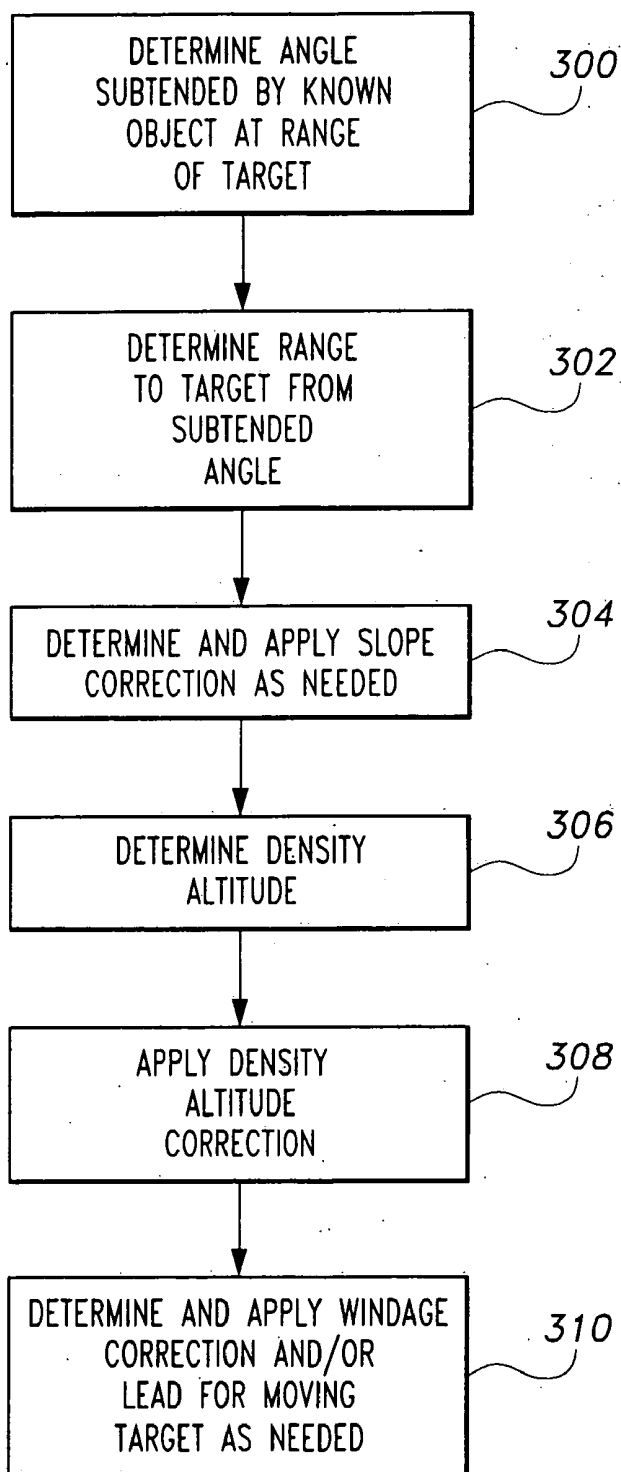 DETERMINE ANGLE
SUBTENDED BY KNOWN
OBJECT AT RANGE
OF TARGET
300
DETERMINE RANGE
TO TARGET FROM
SUBTENDED
ANGLE
302
DETERMINE AND APPLY SLOPE
CORRECTION AS NEEDED
304
DETERMINE DENSITY
ALTITUDE
306
APPLY DENSITY
ALTITUDE
CORRECTION
308
DETERMINE AND APPLY WINDAGE
CORRECTION AND/OR
LEAD FOR MOVING
TARGET AS NEEDED
310